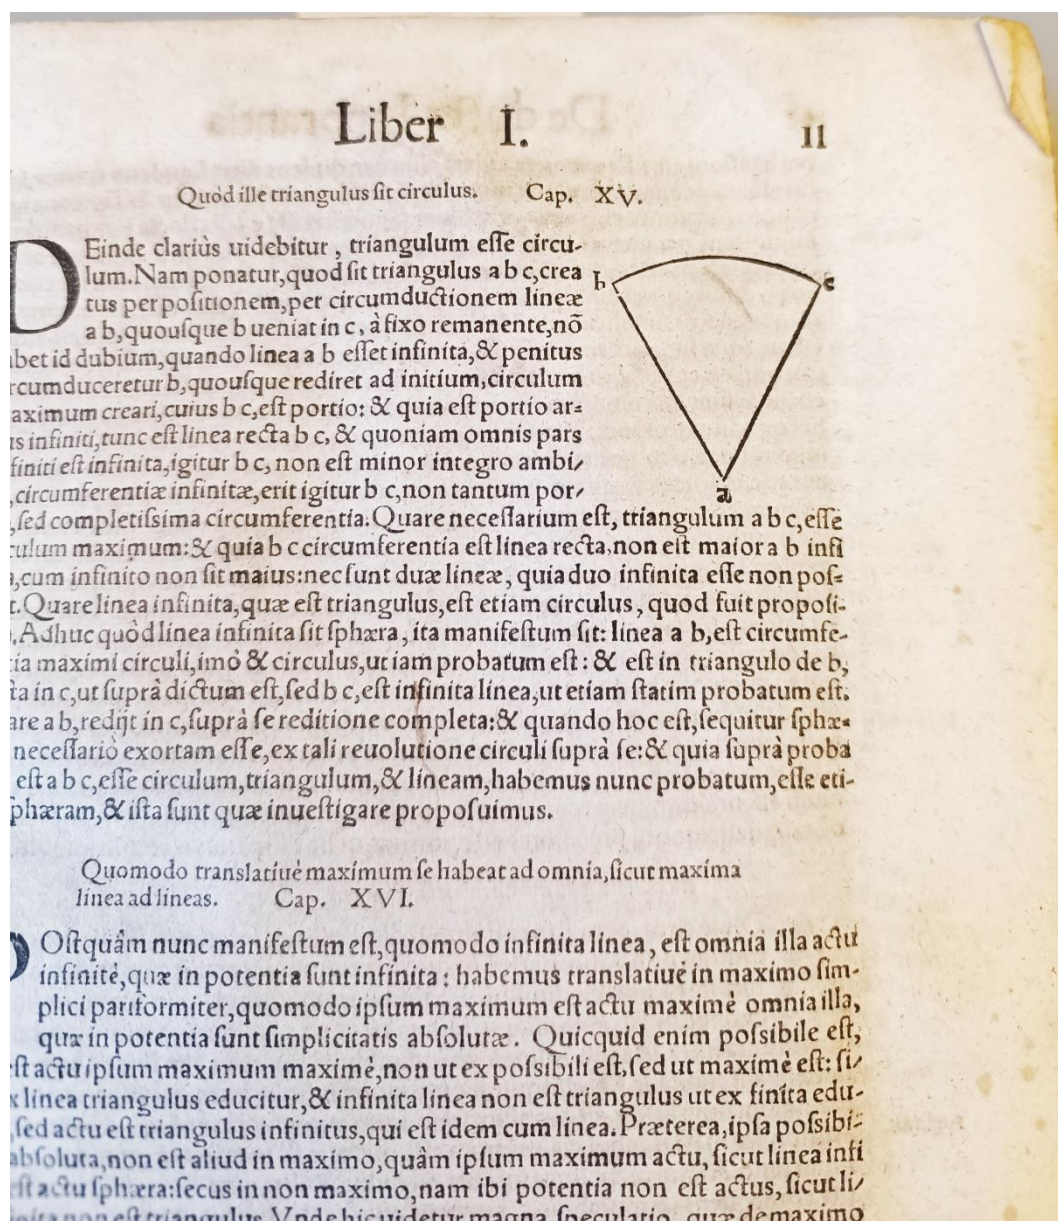 Liber I. 11
Quòd ille triangulus sit circulus. Cap. XV.
DEinde clariùs uidebitur, triangulum esse circu-
lum. Nam ponatur, quod sit triangulus a b c, crea
tus per positionem, per circumductionem lineæ
a b, quousque b ueniat in c, à fixo remanente, nõ
id dubium, quando linea a b esset infinita, & penitus
rcumduceretur b, quousque rediret ad initium, circulum
aximum creari, cuius b c, est portio: & quia est portio ar-
s infiniti, tunc est linea recta b c, & quoniam omnis pars
finiti est infinita, igitur b c, non est minor integro ambi-
, circumferentiæ infinitæ, erit igitur b c, non tantum por-
, sed completissima circumferentia. Quare necessarium est, triangulum a b c, esse
culum maximum: & quia b c circumferentia est linea recta, non est maior a b infi
, cum infinito non sit maius: nec sunt duæ lineæ, quia duo infinita esse non pos-
t. Quare linea infinita, quæ est triangulus, est etiam circulus, quod fuit proposi-
. Adhuc quòd linea infinita sit sphæra, ita manifestum sit: linea a b, est circumfe-
ia maximi circuli, imò & circulus, ut iam probatum est: & est in triangulo de b,
ta in c, ut suprà dictum est, sed b c, est infinita linea, ut etiam statim probatum est.
are a b, redijt in c, suprà se reditione completa: & quando hoc est, sequitur sphæ-
necessariò exortam esse, ex tali reuolutione circuli suprà se: & quia suprà proba
est a b c, esse circulum, triangulum, & lineam, habemus nunc probatum, esse eti-
sphæram, & ista sunt quæ inuestigare proposuimus.
b
c
a
Quomodo translatiuè maximum se habeat ad omnia, sicut maxima
linea ad lineas. Cap. XVI.
POstquàm nunc manifestum est, quomodo infinita linea, est omnia illa actu
infinitè, quæ in potentia sunt infinita: habemus translatiuè in maximo sim-
plici pariformiter, quomodo ipsum maximum est actu maximè omnia illa,
quæ in potentia sunt simplicitatis absolutæ. Quicquid enim possibile est,
st actu ipsum maximum maximè, non ut ex possibili est, sed ut maximè est: si-
x linea triangulus educitur, & infinita linea non est triangulus ut ex finita edu-
, sed actu est triangulus infinitus, qui est idem cum linea. Præterea, ipsa possibi-
absoluta, non est aliud in maximo, quàm ipsum maximum actu, sicut linea infi
st actu sphæra: secus in non maximo, nam ibi potentia non est actus, sicut li-
non est triangulus. Vnde hic uidetur magna speculatio, quæ de maximo